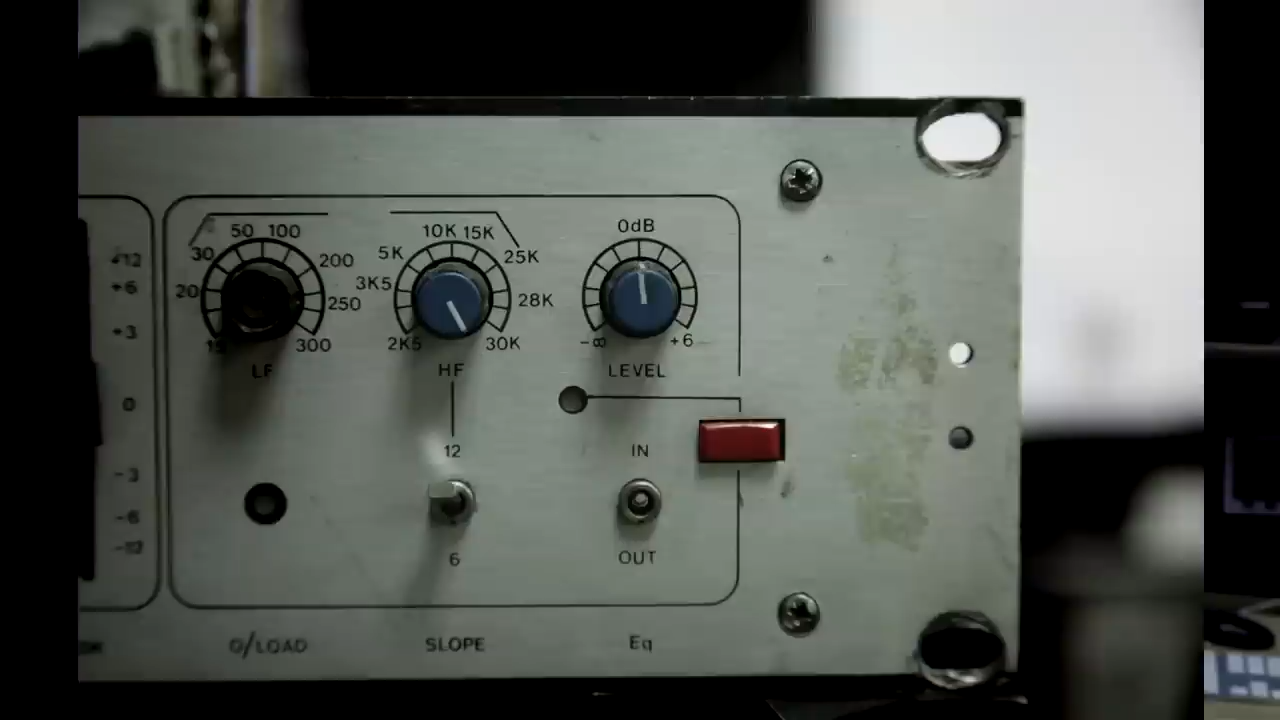 +12
+6
+3
0
-3
-6
-12
15
20
30
50
100
200
250
300
LF
O/LOAD
2K5
3K5
5K
10K
15K
25K
28K
30K
HF
12
6
SLOPE
0dB
-∞
+6
LEVEL
IN
OUT
Eq